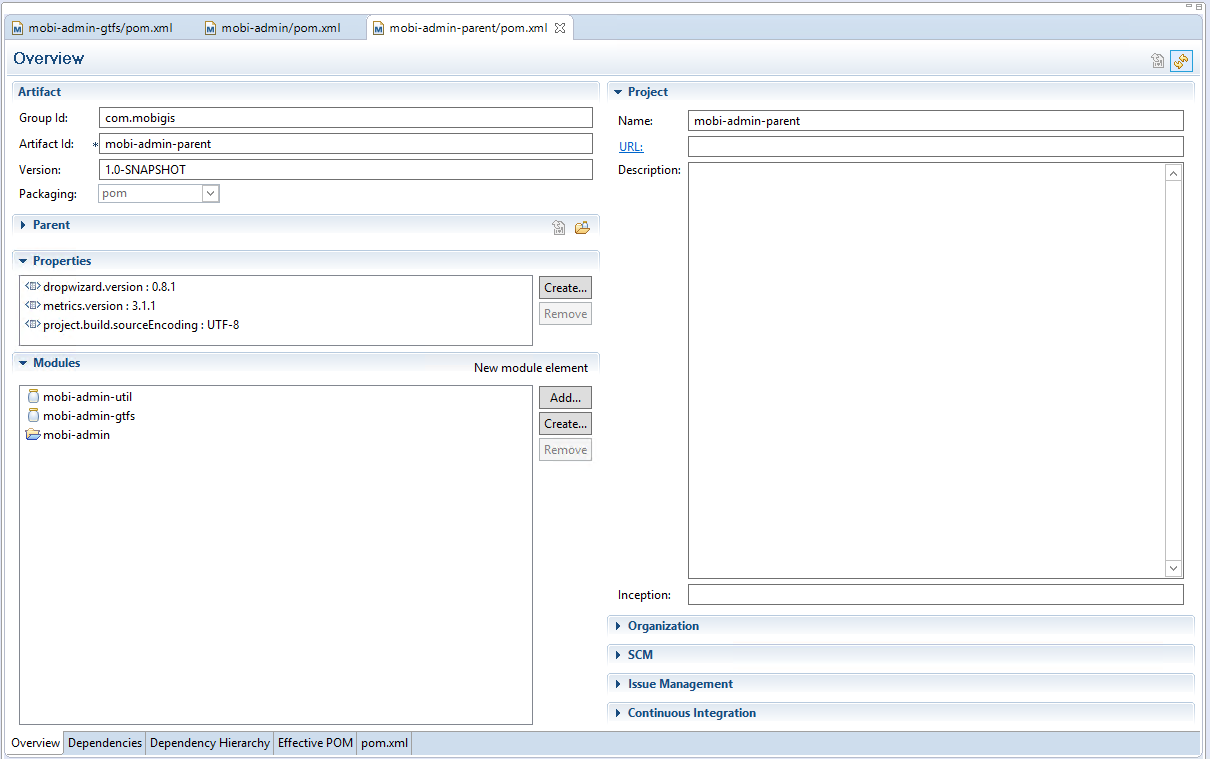 mobi-admin-gtfs/pom.xml
mobi-admin/pom.xml
mobi-admin-parent/pom.xml
Overview
Artifact
Group Id: com.mobigis
Artifact Id: * mobi-admin-parent
Version: 1.0-SNAPSHOT
Packaging: pom
Parent
Properties
dropwizard.version : 0.8.1
metrics.version : 3.1.1
project.build.sourceEncoding : UTF-8
Create...
Remove
Modules
New module element
mobi-admin-util
mobi-admin-gtfs
mobi-admin
Add...
Create...
Remove
Project
Name: mobi-admin-parent
URL:
Description:
Inception:
Organization
SCM
Issue Management
Continuous Integration
Overview Dependencies Dependency Hierarchy Effective POM pom.xml